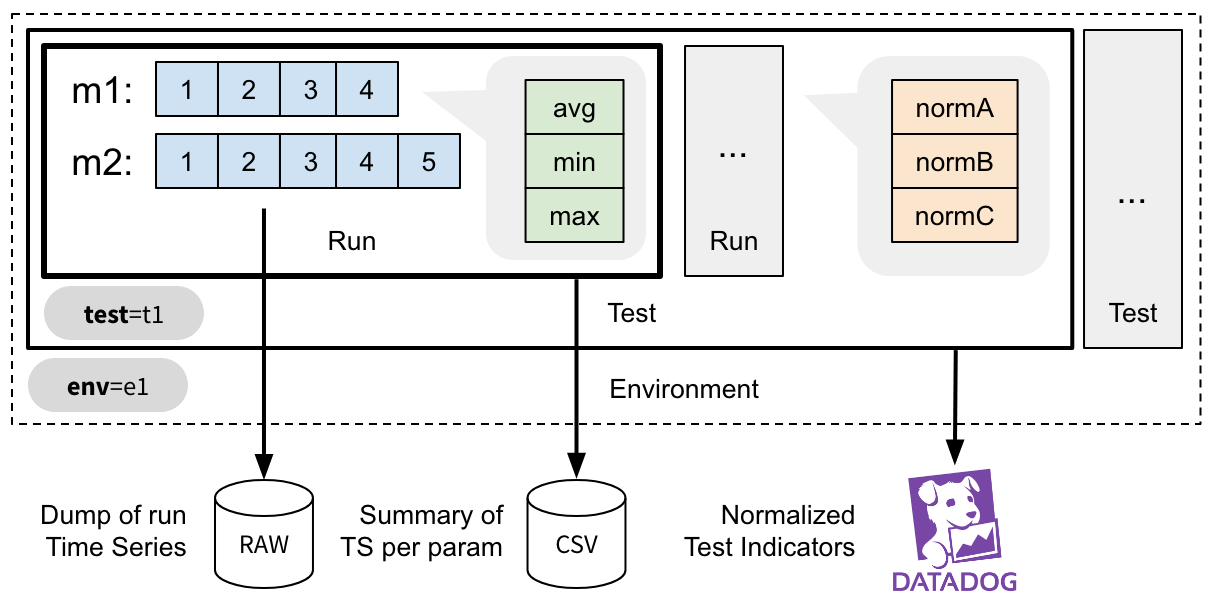 m1: 1 2 3 4
m2: 1 2 3 4 5
avg
min
max
Run
...
Run
normA
normB
normC
...
test=t1
Test
Test
env=e1
Environment
Dump of run
Time Series
RAW
Summary of
TS per param
CSV
Normalized
Test Indicators
DATADOG